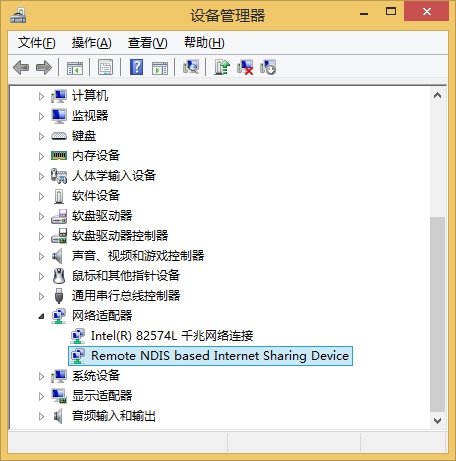 设备管理器
文件(F) 操作(A) 查看(V) 帮助(H)
计算机
监视器
键盘
内存设备
人体学输入设备
软件设备
软盘驱动器
软盘驱动器控制器
声音、视频和游戏控制器
鼠标和其他指针设备
通用串行总线控制器
网络适配器
Intel(R) 82574L 千兆网络连接
Remote NDIS based Internet Sharing Device
系统设备
显示适配器
音频输入和输出